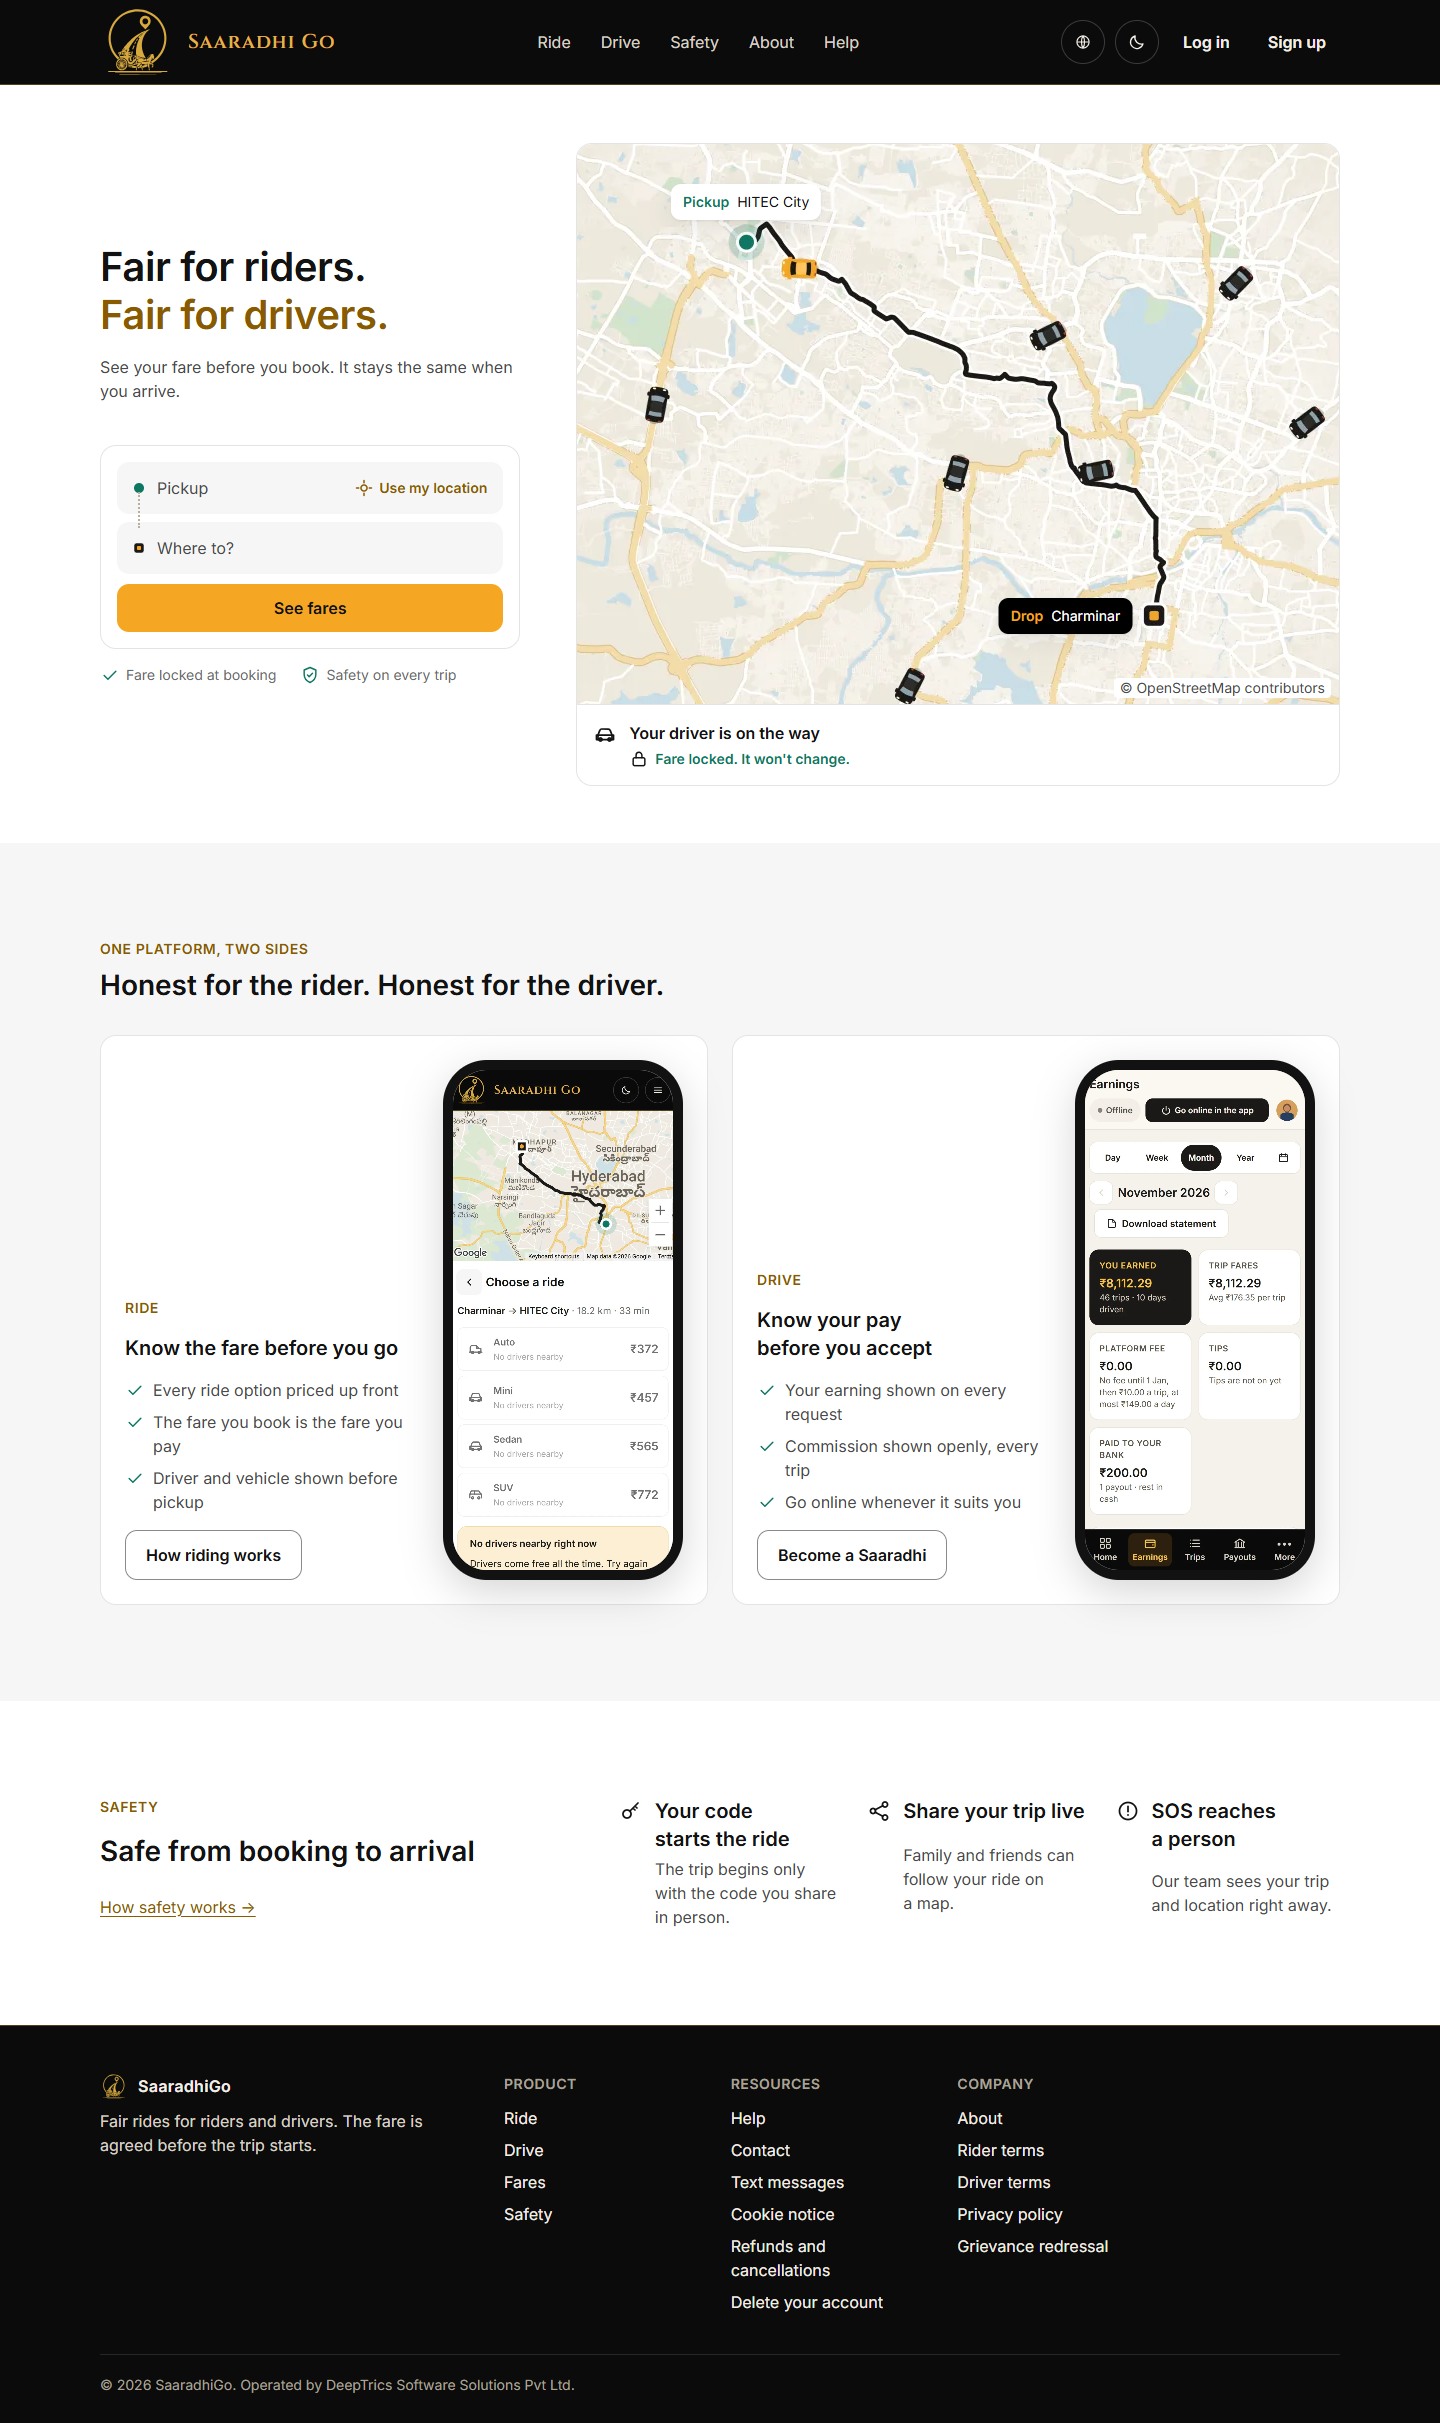 SAARADHI GO
Ride
Drive
Safety
About
Help
Log in
Sign up
Fair for riders.
Fair for drivers.
See your fare before you book. It stays the same when
you arrive.
Pickup
Use my location
Where to?
See fares
Fare locked at booking
Safety on every trip
Pickup HITEC City
Drop Charminar
© OpenStreetMap contributors
Your driver is on the way
Fare locked. It won't change.
ONE PLATFORM, TWO SIDES
Honest for the rider. Honest for the driver.
RIDE
Know the fare before you go
Every ride option priced up front
The fare you book is the fare you
pay
Driver and vehicle shown before
pickup
How riding works
SAARADHI GO
Secunderabad
Hyderabad
హైదరాబాద్
Manikonda
Narsingi
Bandlaguda
Jagir
Google
Keyboard shortcuts
Map data ©2026 Google
Choose a ride
Charminar → HITEC City · 18.2 km · 33 min
Auto
No drivers nearby
₹372
Mini
No drivers nearby
₹457
Sedan
No drivers nearby
₹565
SUV
No drivers nearby
₹772
No drivers nearby right now
Drivers come free all the time. Try again
DRIVE
Know your pay
before you accept
Your earning shown on every
request
Commission shown openly, every
trip
Go online whenever it suits you
Become a Saaradhi
Earnings
Offline
Go online in the app
Day
Week
Month
Year
November 2026
Download statement
YOU EARNED
₹8,112.29
46 trips · 10 days
driven
TRIP FARES
₹8,112.29
Avg ₹176.35 per trip
PLATFORM FEE
₹0.00
No fee until 1 Jan,
then ₹10.00 a trip, at
most ₹149.00 a day
TIPS
₹0.00
Tips are not on yet
PAID TO YOUR
BANK
₹200.00
1 payout · rest in
cash
Home
Earnings
Trips
Payouts
More
SAFETY
Safe from booking to arrival
How safety works →
Your code
starts the ride
The trip begins only
with the code you share
in person.
Share your trip live
Family and friends can
follow your ride on
a map.
SOS reaches
a person
Our team sees your trip
and location right away.
SaaradhiGo
Fair rides for riders and drivers. The fare is
agreed before the trip starts.
PRODUCT
Ride
Drive
Fares
Safety
RESOURCES
Help
Contact
Text messages
Cookie notice
Refunds and
cancellations
Delete your account
COMPANY
About
Rider terms
Driver terms
Privacy policy
Grievance redressal
© 2026 SaaradhiGo. Operated by DeepTrics Software Solutions Pvt Ltd.